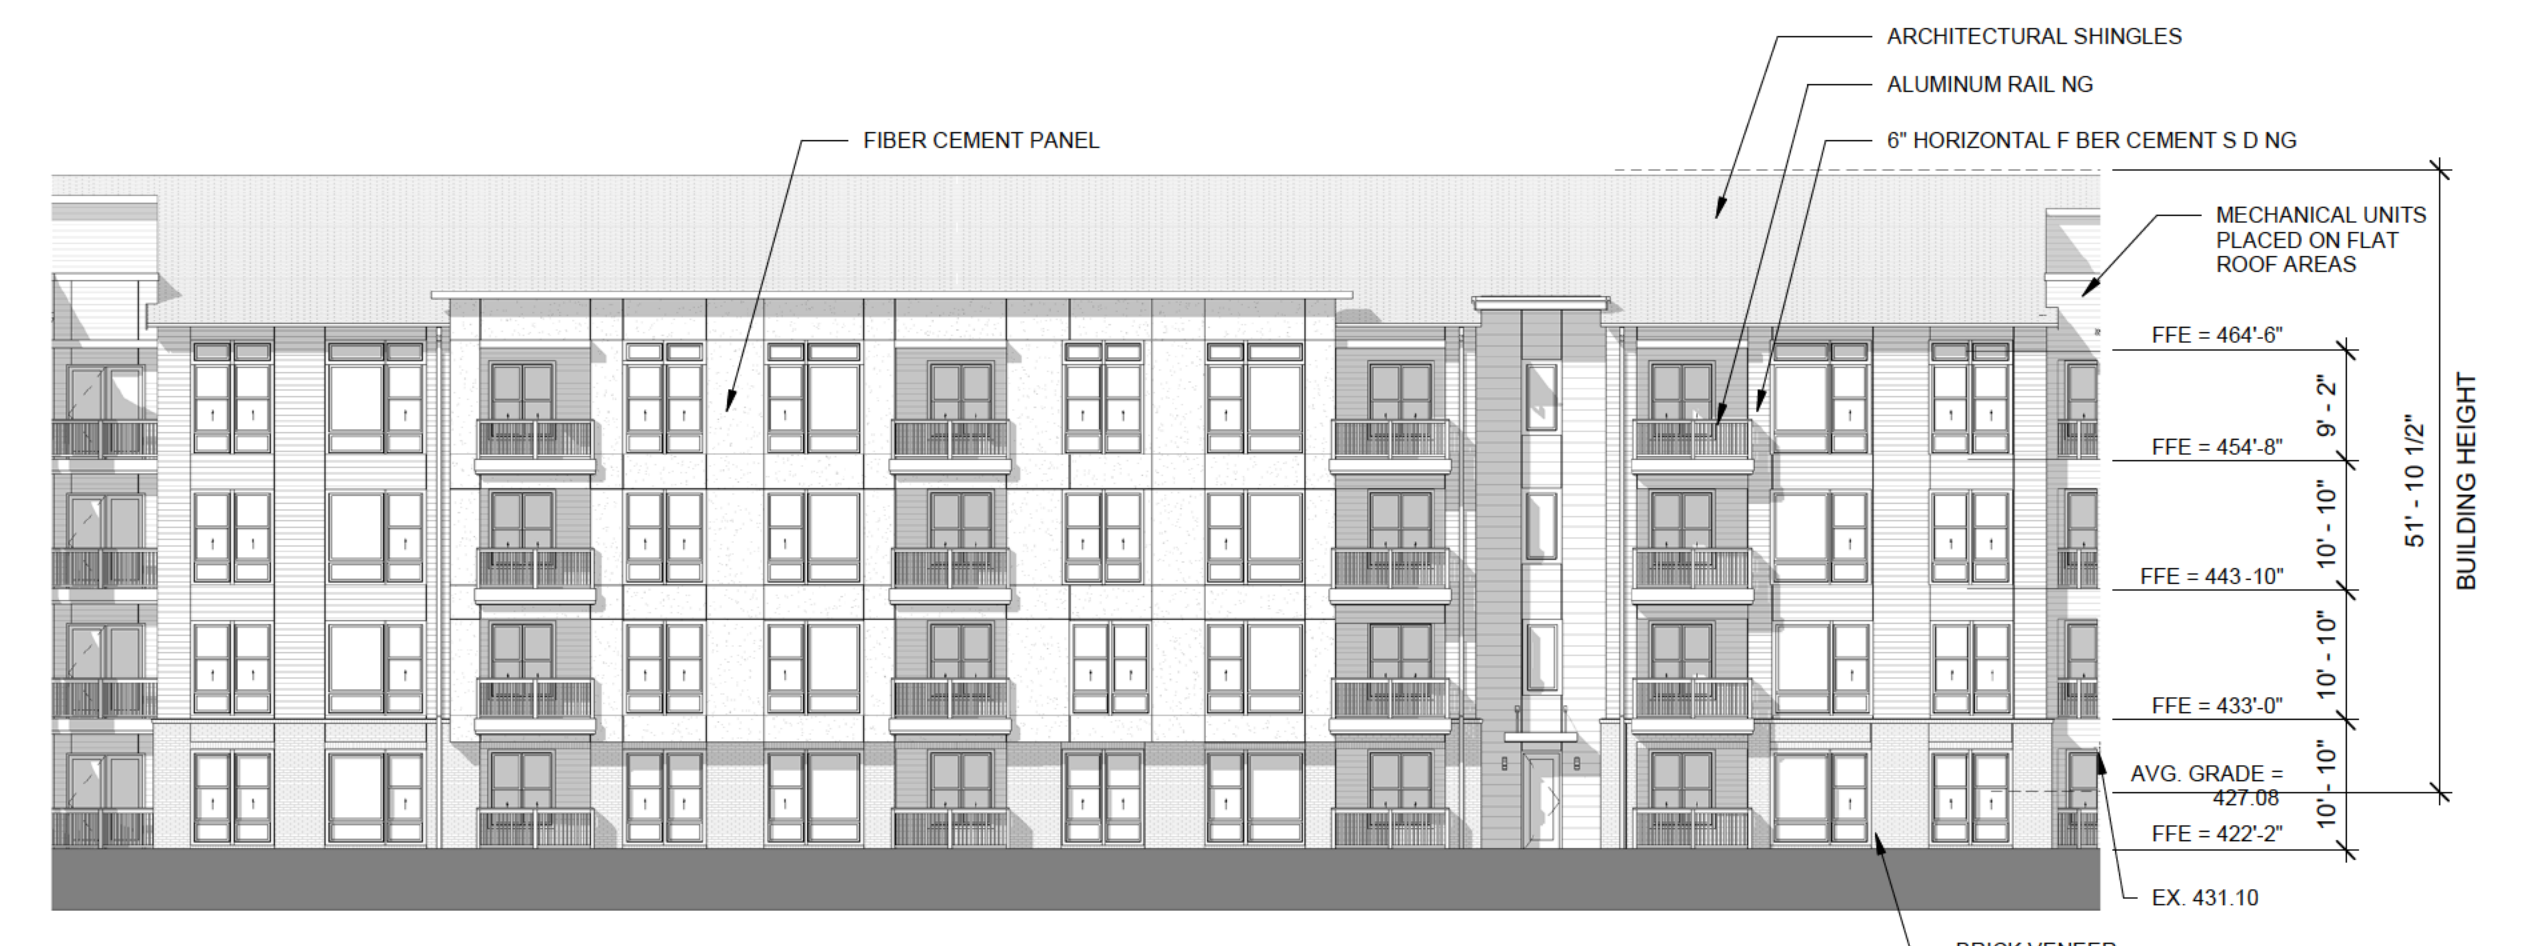 ARCHITECTURAL SHINGLES
ALUMINUM RAIL NG
FIBER CEMENT PANEL
6" HORIZONTAL F BER CEMENT S D NG
MECHANICAL UNITS
PLACED ON FLAT
ROOF AREAS
FFE = 464'-6"
9' - 2"
FFE = 454'-8"
10' - 10"
FFE = 443 -10"
10' - 10"
FFE = 433'-0"
10' - 10"
AVG. GRADE =
427.08
FFE = 422'-2"
51' - 10 1/2"
BUILDING HEIGHT
EX. 431.10
BRICK VENEER